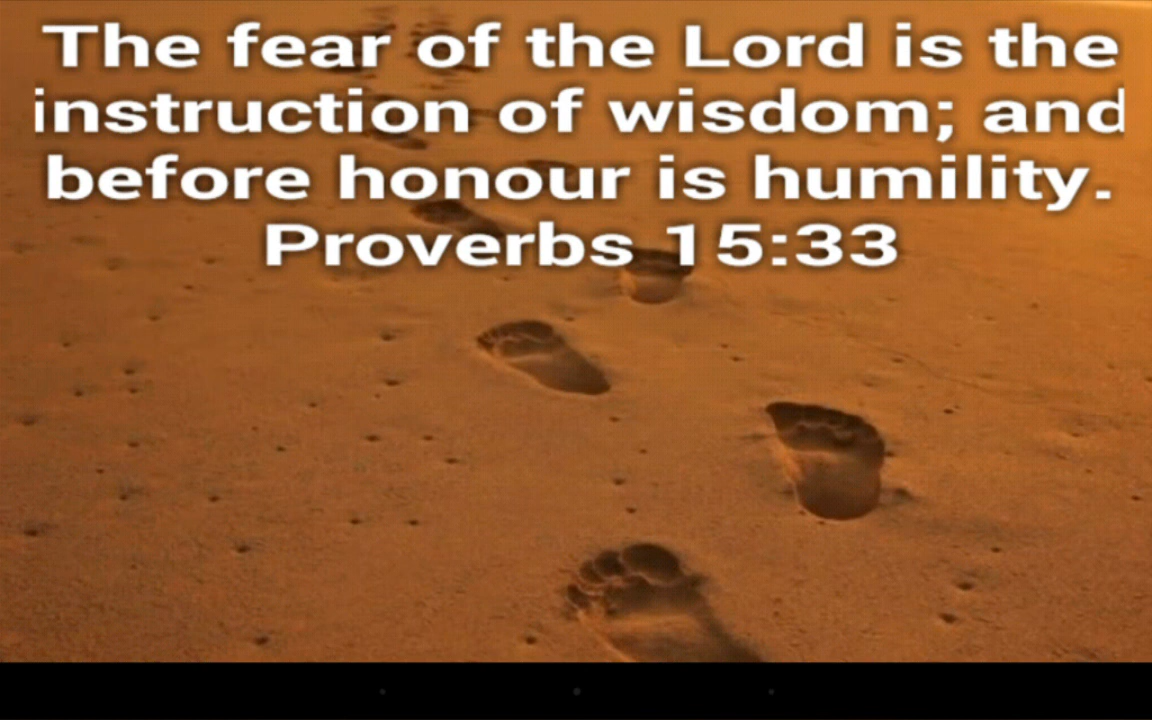 The fear of the Lord is the
instruction of wisdom; and
before honour is humility.
Proverbs 15:33